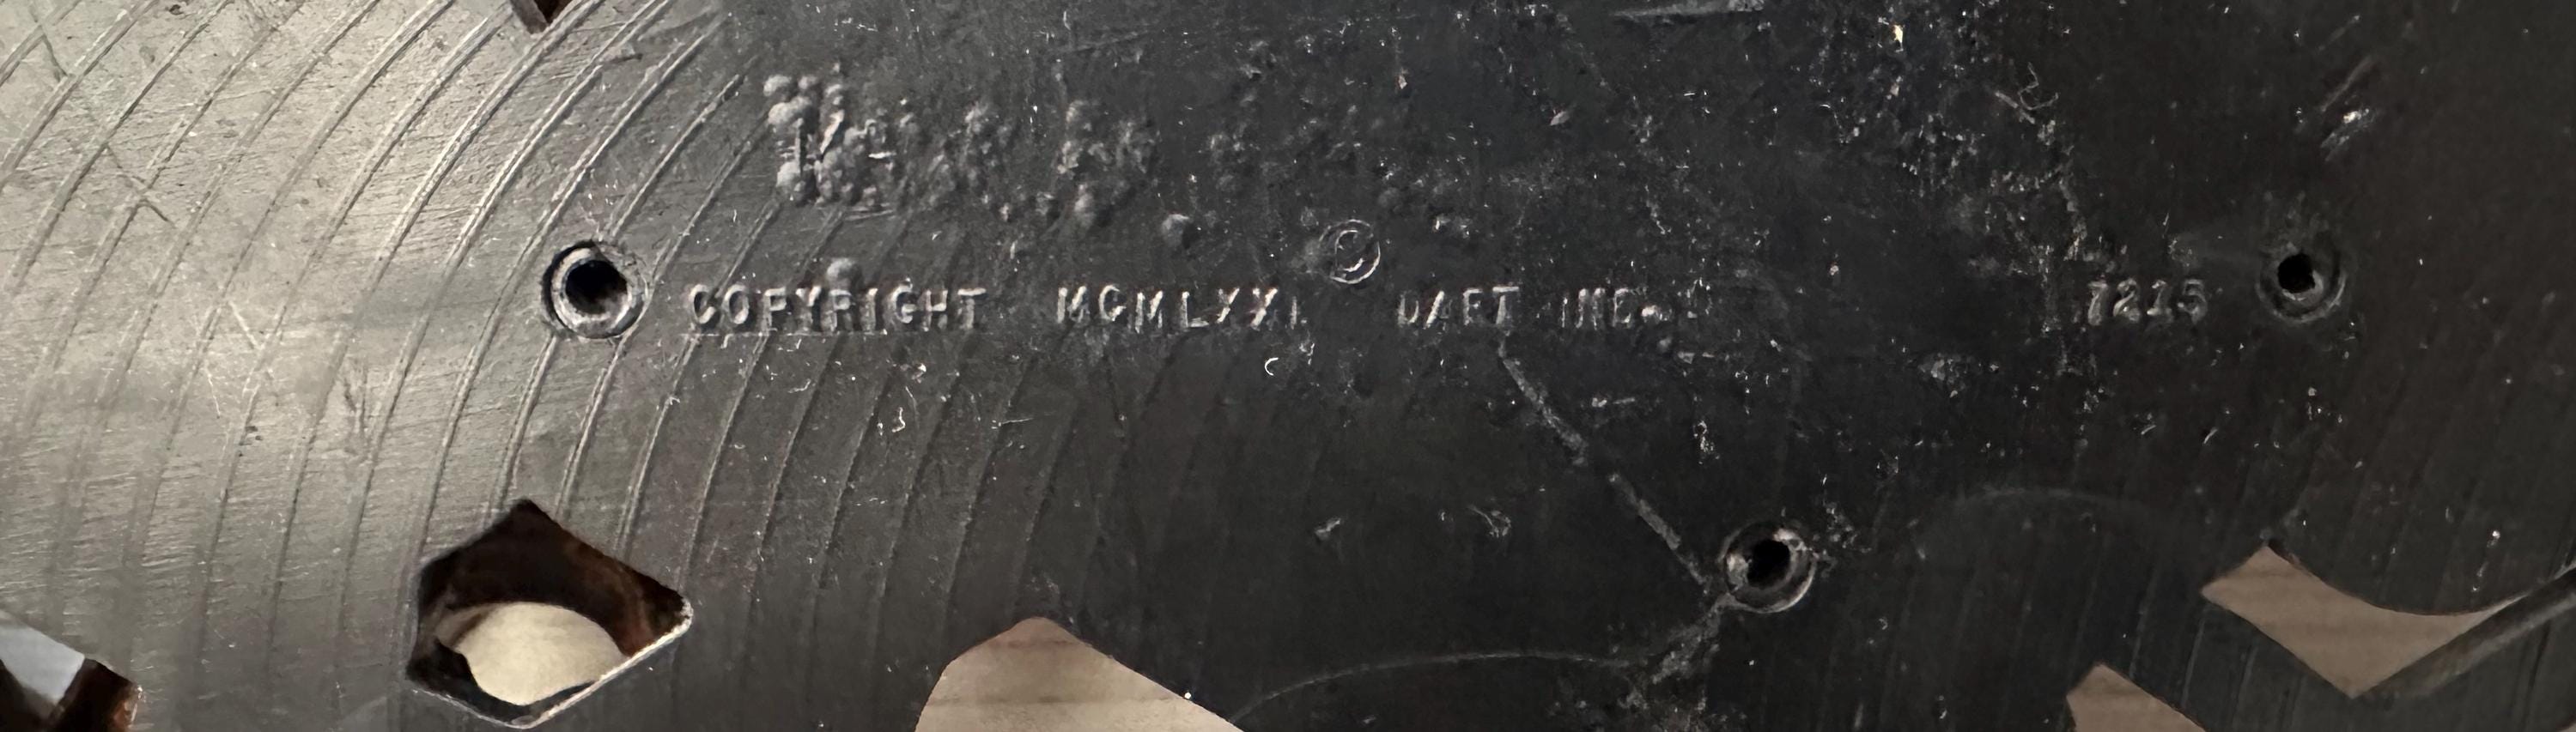 ©
COPYRIGHT MCMLXXI DART INC. 7215